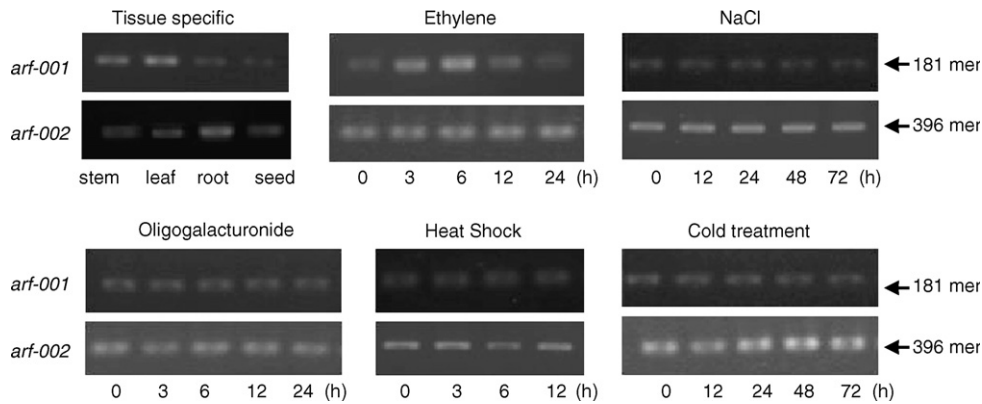 Tissue specific
Ethylene
NaCl
arf-001
181 mer
arf-002
396 mer
stem leaf root seed
0 3 6 12 24 (h)
0 12 24 48 72 (h)
Oligogalacturonide
Heat Shock
Cold treatment
arf-001
181 mer
arf-002
396 mer
0 3 6 12 24 (h)
0 3 6 12 (h)
0 12 24 48 72 (h)